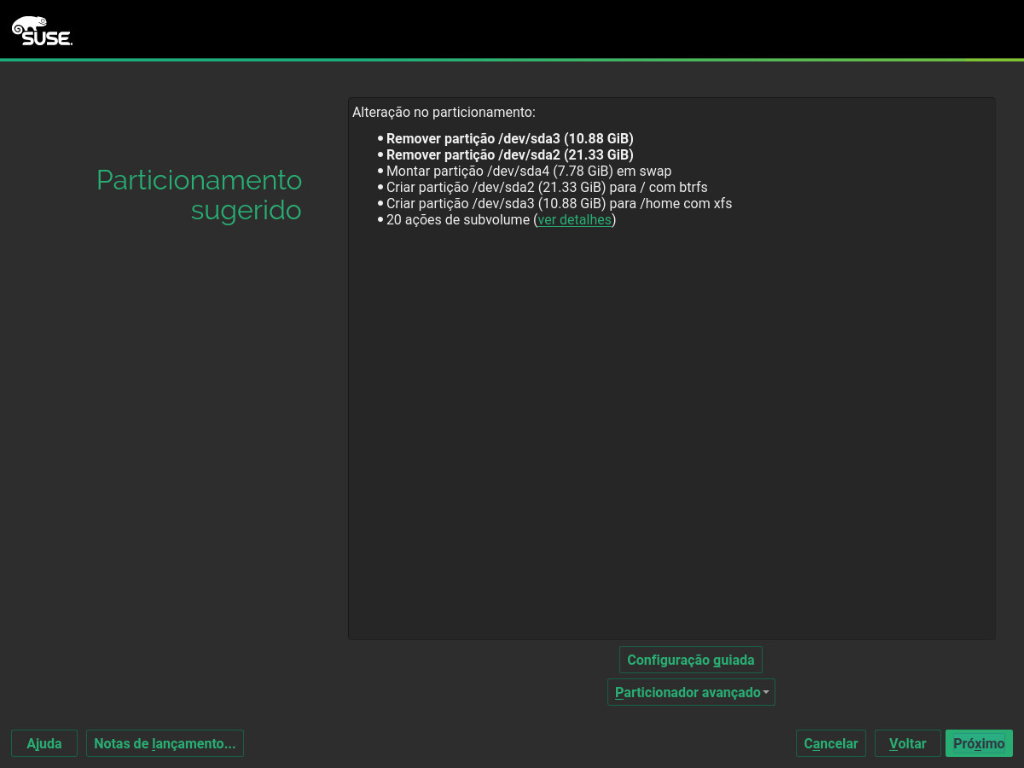 SUSE
Particionamento
sugerido
Alteração no particionamento:
• Remover partição /dev/sda3 (10.88 GiB)
• Remover partição /dev/sda2 (21.33 GiB)
• Montar partição /dev/sda4 (7.78 GiB) em swap
• Criar partição /dev/sda2 (21.33 GiB) para / com btrfs
• Criar partição /dev/sda3 (10.88 GiB) para /home com xfs
• 20 ações de subvolume (ver detalhes)
Configuração guiada
Particionador avançado
Ajuda Notas de lançamento... Cancelar Voltar Próximo